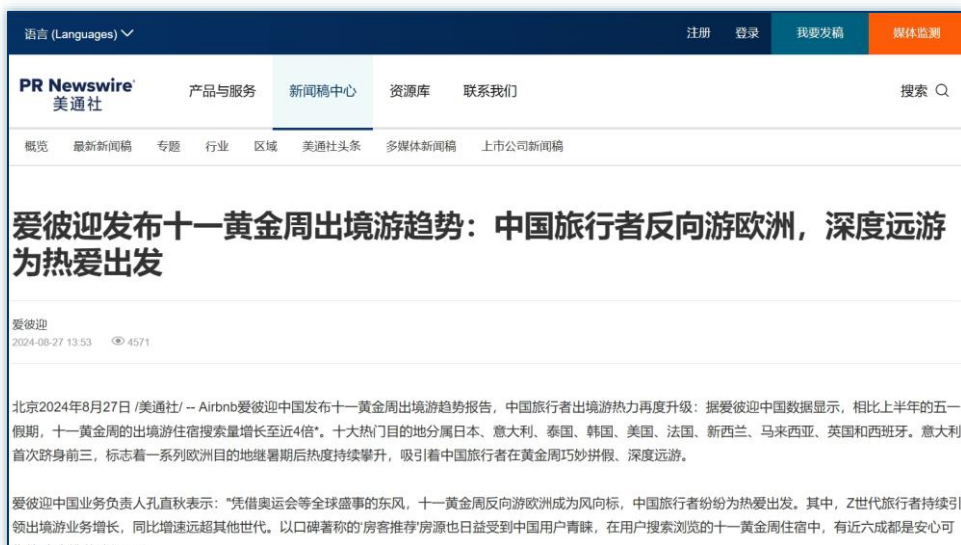 语言 (Languages)
注册 登录 我要发稿 媒体监测
PR Newswire
美通社
产品与服务 新闻稿中心 资源库 联系我们 搜索
概览 最新新闻稿 专题 行业 区域 美通社头条 多媒体新闻稿 上市公司新闻稿
爱彼迎发布十一黄金周出境游趋势：中国旅行者反向游欧洲，深度远游
为热爱出发
爱彼迎
2024-08-27 13:53 4571
北京2024年8月27日 /美通社/ -- Airbnb爱彼迎中国发布十一黄金周出境游趋势报告，中国旅行者出境游热力再度升级：据爱彼迎中国数据显示，相比上半年的五一
假期，十一黄金周的出境游住宿搜索量增长至近4倍*。十大热门目的地分属日本、意大利、泰国、韩国、美国、法国、新西兰、马来西亚、英国和西班牙。意大利
首次跻身前三，标志着一系列欧洲目的地继暑期后热度持续攀升，吸引着中国旅行者在黄金周巧妙拼假、深度远游。
爱彼迎中国业务负责人孔直秋表示："凭借奥运会等全球盛事的东风，十一黄金周反向游欧洲成为风向标，中国旅行者纷纷为热爱出发。其中，Z世代旅行者持续引
领出境游业务增长，同比增速远超其他世代。以口碑著称的'房客推荐'房源也日益受到中国用户青睐，在用户搜索浏览的十一黄金周住宿中，有近六成都是安心可